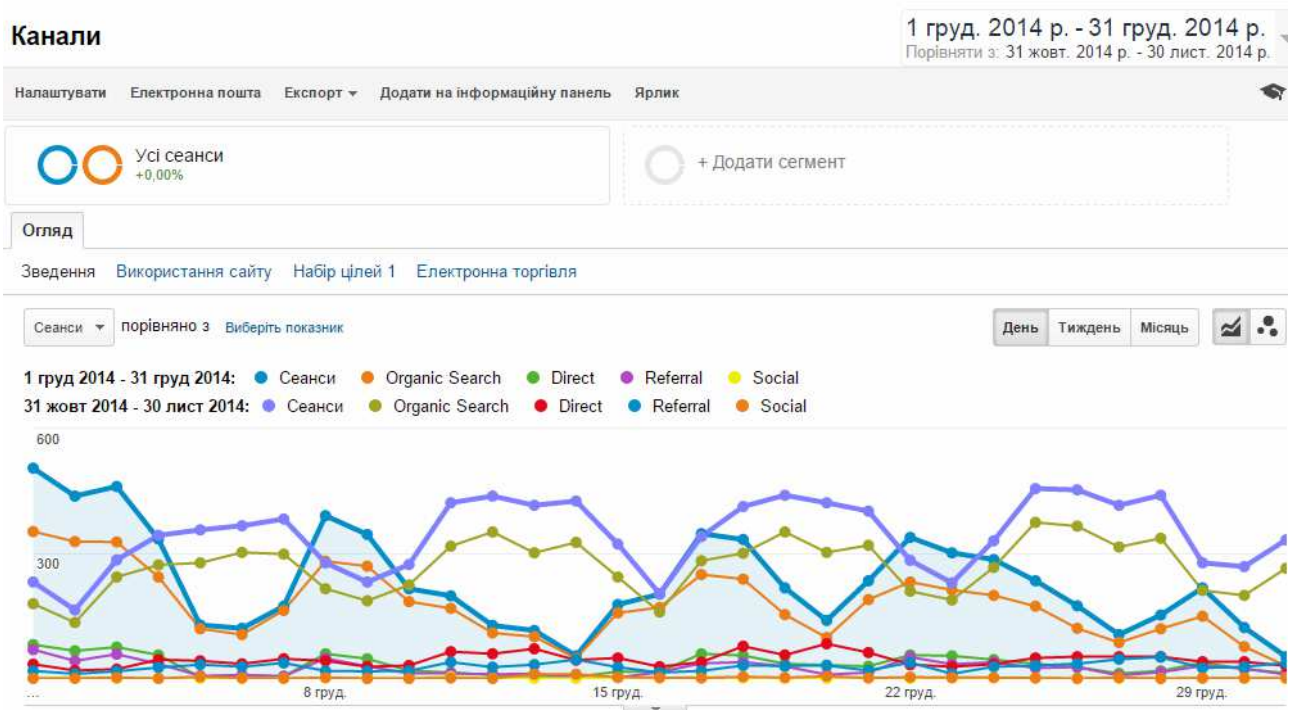 Канали
1 груд. 2014 р. - 31 груд. 2014 р.
Порівняти з: 31 жовт. 2014 р. - 30 лист. 2014 р.
Налаштувати Електронна пошта Експорт Додати на інформаційну панель Ярлик
Усі сеанси
+0,00%
+ Додати сегмент
Огляд
Зведення Використання сайту Набір цілей 1 Електронна торгівля
Сеанси порівняно з Виберіть показник
День Тиждень Місяць
1 груд 2014 - 31 груд 2014: Сеанси Organic Search Direct Referral Social
31 жовт 2014 - 30 лист 2014: Сеанси Organic Search Direct Referral Social
600
300
... 8 груд. 15 груд. 22 груд. 29 груд.